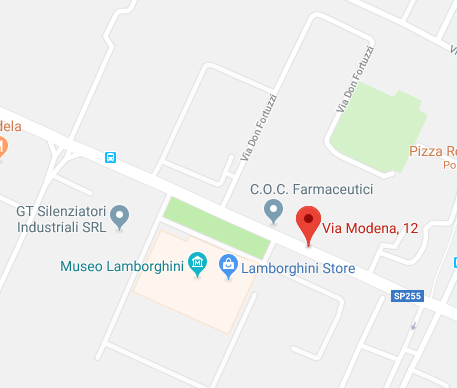 Via Don Fortuzzi
Via Don Fortuzzi
dela
Pizza Re
Po
C.O.C. Farmaceutici
GT Silenziatori
Industriali SRL
Via Modena, 12
Museo Lamborghini
Lamborghini Store
SP255